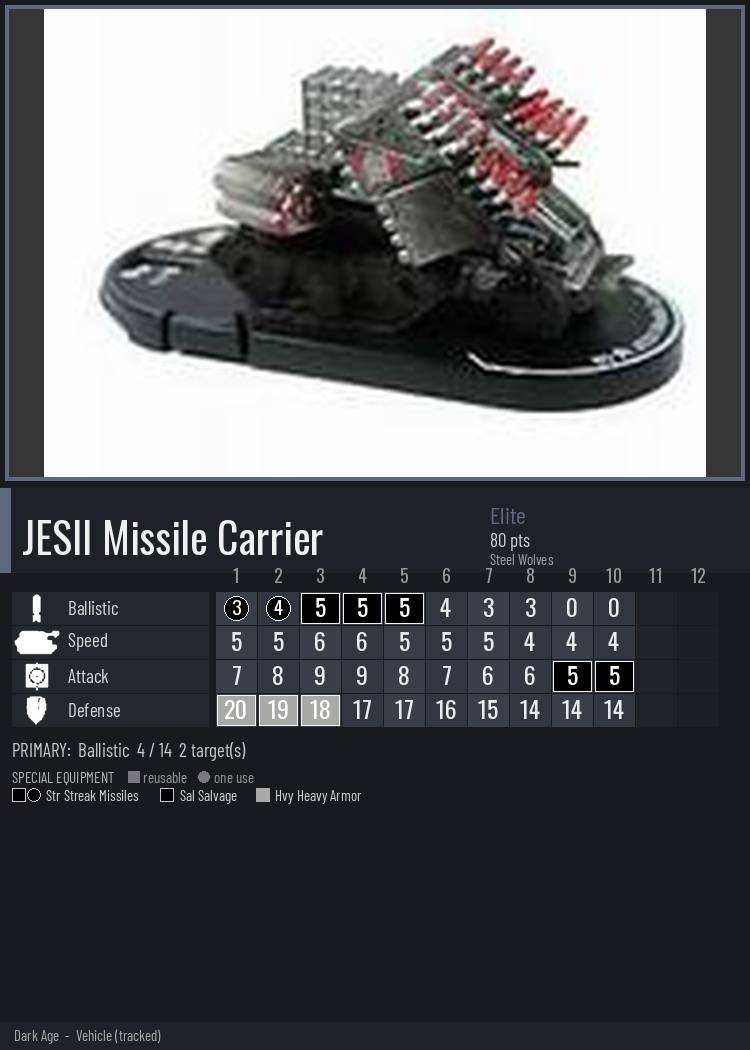 JESII Missile Carrier
Elite
80 pts
Steel Wolves
1 2 3 4 5 6 7 8 9 10 11 12
Ballistic 3 4 5 5 5 4 3 3 0 0
Speed 5 5 6 6 5 5 5 4 4 4
Attack 7 8 9 9 8 7 6 6 5 5
Defense 20 19 18 17 17 16 15 14 14 14
PRIMARY: Ballistic 4 / 14 2 target(s)
SPECIAL EQUIPMENT reusable one use
Str Streak Missiles Sal Salvage Hvy Heavy Armor
Dark Age - Vehicle (tracked)